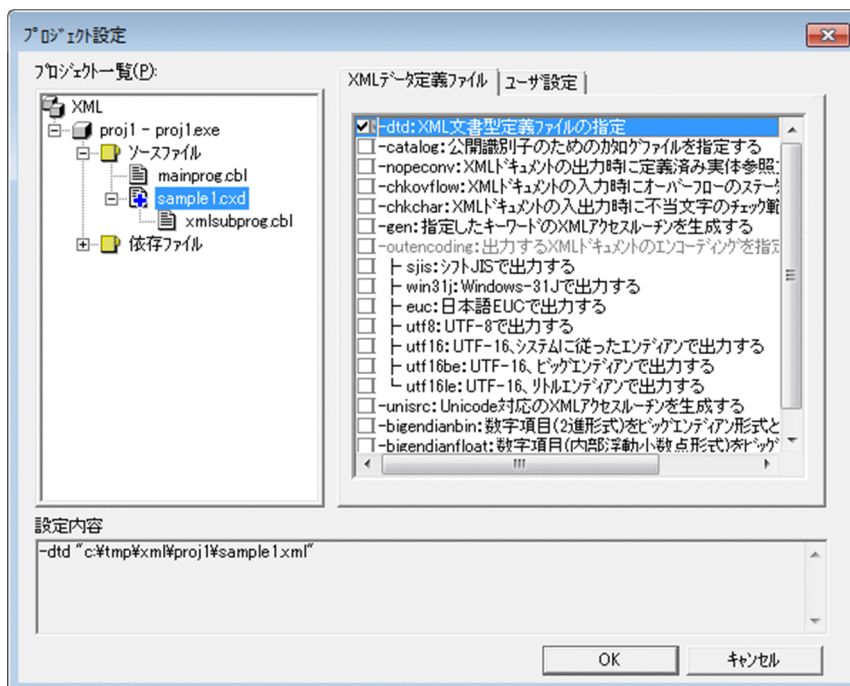 プロジェクト設定
プロジェクト一覧(P):
XML
proj1 - proj1.exe
ソースファイル
mainprog.cbl
sample1.cxd
xmlsubprog.cbl
依存ファイル
XMLデータ定義ファイル
ユーザ設定
-dtd:XML文書型定義ファイルの指定
-catalog:公開識別子のためのカタログファイルを指定する
-nopeconv:XMLドキュメントの出力時に定義済み実体参照
-chkovflow:XMLドキュメントの入力時にオーバーフローのステー
-chkchar:XMLドキュメントの入出力時に不当文字のチェック範
-gen:指定したキーワードのXMLアクセスルーチンを生成する
-outencoding:出力するXMLドキュメントのエンコーディングを指定
├ sjis:シフトJISで出力する
├ win31j:Windows-31Jで出力する
├ euc:日本語EUCで出力する
├ utf8:UTF-8で出力する
├ utf16:UTF-16、システムに従ったエンディアンで出力する
├ utf16be:UTF-16、ビッグエンディアンで出力する
└ utf16le:UTF-16、リトルエンディアンで出力する
-unisrc:Unicode対応のXMLアクセスルーチンを生成する
-bigendianbin:数字項目(2進形式)をビッグエンディアン形式と
-bigendianfloat:数字項目(内部浮動小数点形式)をビッグ
設定内容
-dtd "c:¥tmp¥xml¥proj1¥sample1.xml"
OK
キャンセル